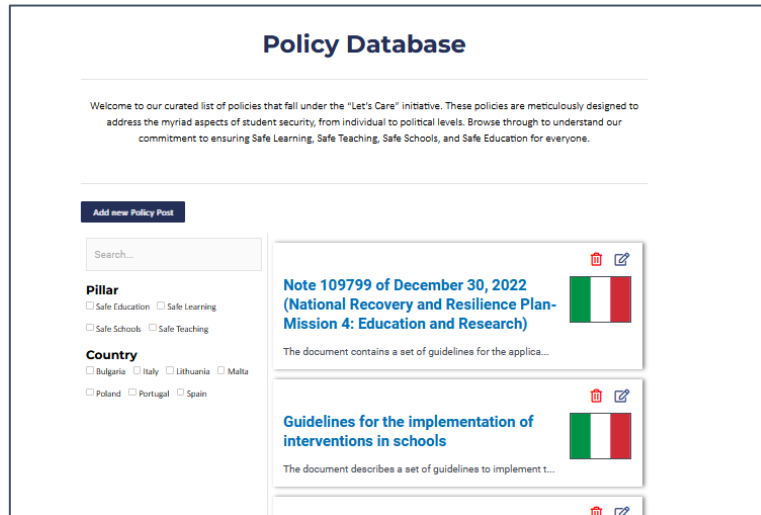 Policy Database
Welcome to our curated list of policies that fall under the “Let’s Care” initiative. These policies are meticulously designed to
address the myriad aspects of student security, from individual to political levels. Browse through to understand our
commitment to ensuring Safe Learning, Safe Teaching, Safe Schools, and Safe Education for everyone.
Add new Policy Post
Search...
Pillar
Safe Education Safe Learning
Safe Schools Safe Teaching
Country
Bulgaria Italy Lithuania Malta
Poland Portugal Spain
Note 109799 of December 30, 2022
(National Recovery and Resilience Plan-
Mission 4: Education and Research)
The document contains a set of guidelines for the applica...
Guidelines for the implementation of
interventions in schools
The document describes a set of guidelines to implement t...